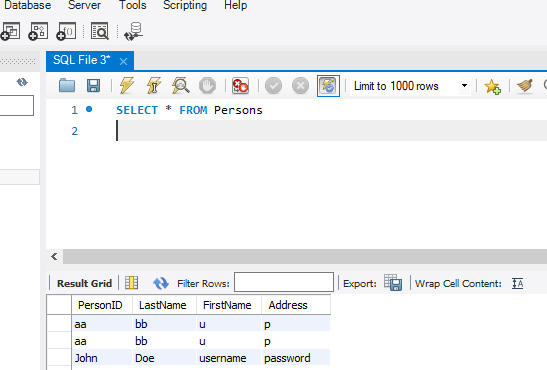 Database Server Tools Scripting Help
SQL File 3*
Limit to 1000 rows
1 SELECT * FROM Persons
2
Result Grid Filter Rows: Export: Wrap Cell Content:
PersonID LastName FirstName Address
aa bb u p
aa bb u p
John Doe username password